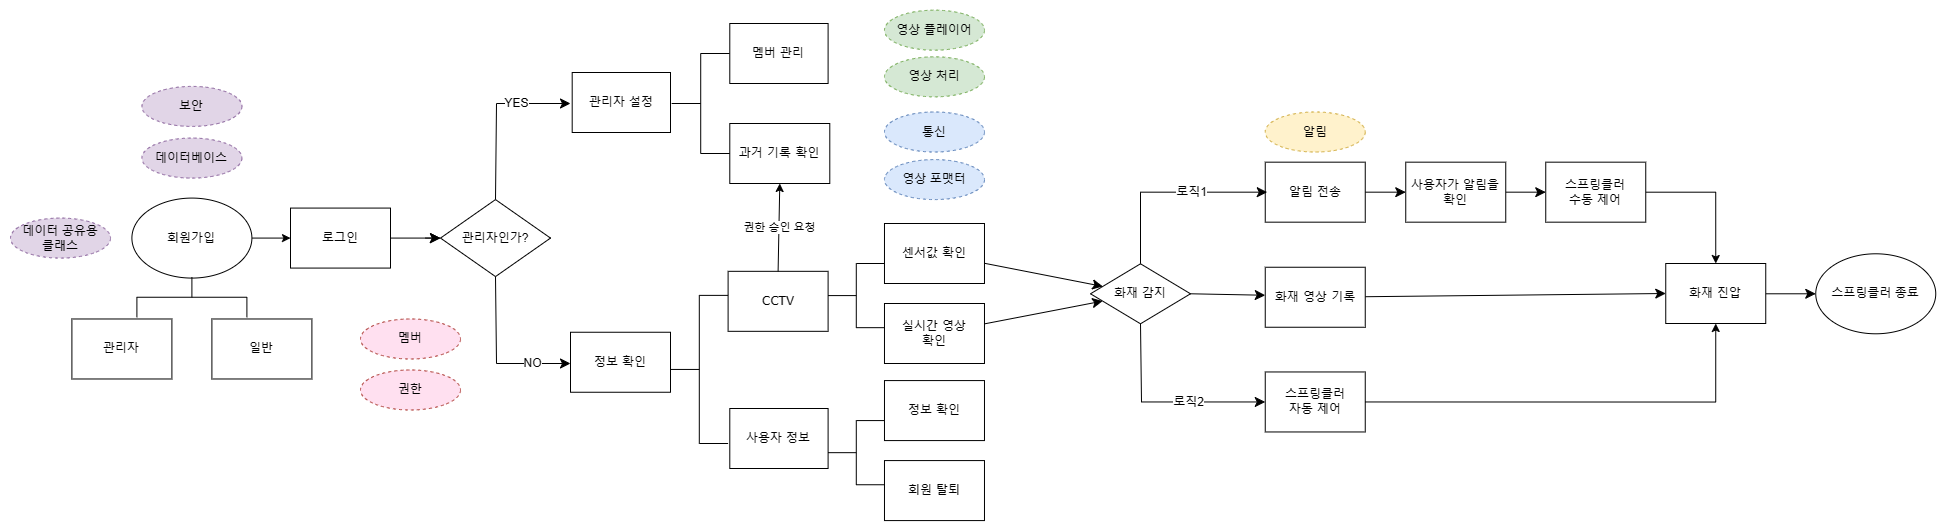 보안
데이터베이스
데이터 공유용
클래스
회원가입
관리자
일반
로그인
멤버
권한
관리자인가?
YES
NO
관리자 설정
멤버 관리
과거 기록 확인
권한 승인 요청
정보 확인
CCTV
사용자 정보
영상 플레이어
영상 처리
통신
영상 포맷터
센서값 확인
실시간 영상
확인
정보 확인
회원 탈퇴
화재 감지
로직1
알림
알림 전송
사용자가 알림을
확인
스프링클러
수동 제어
화재 영상 기록
로직2
스프링클러
자동 제어
화재 진압
스프링클러 종료